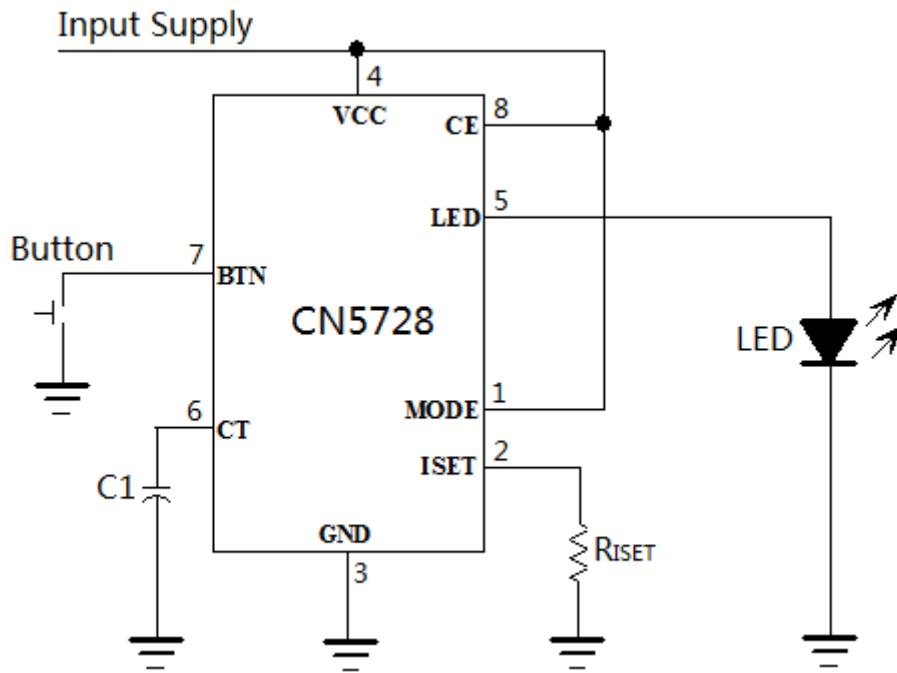 Input Supply
4
VCC
8
CE
5
LED
Button
7
BTN
CN5728
LED
1
MODE
6
CT
2
ISET
C1
GND
RISET
3